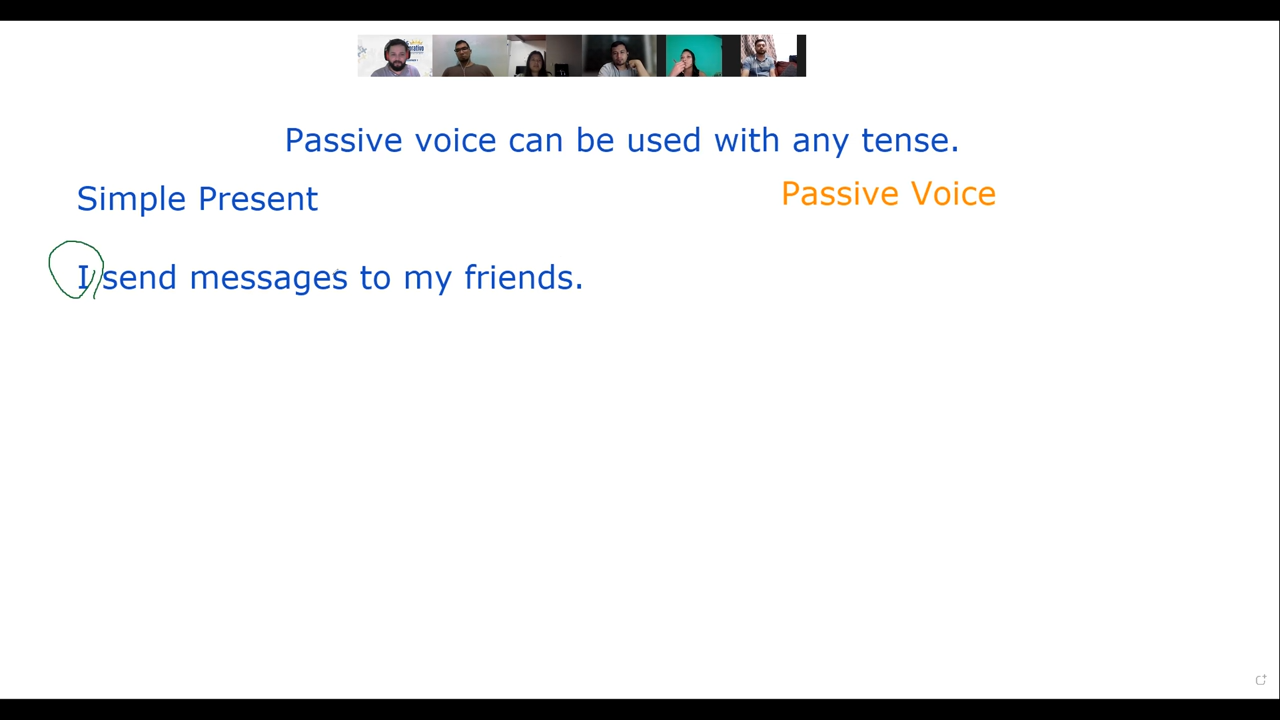 Passive voice can be used with any tense.
Simple Present
Passive Voice
I send messages to my friends.